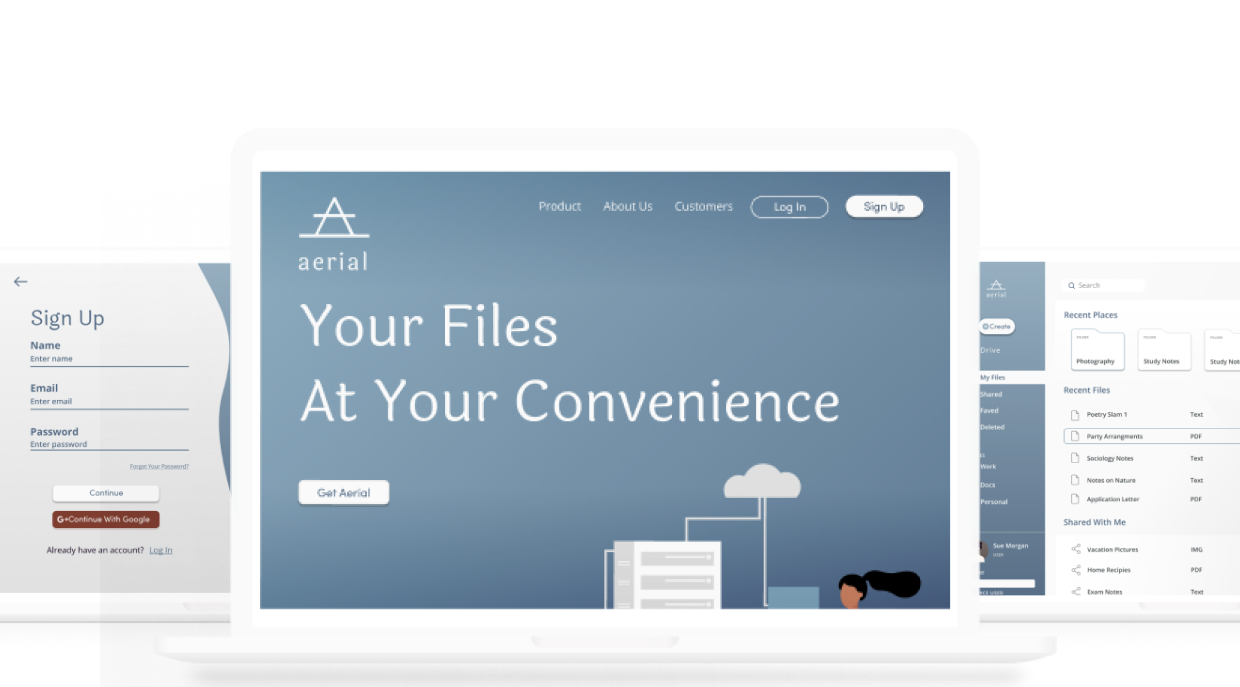 Sign Up
Name
Enter name
Email
Enter email
Password
Enter password
Forgot Your Password?
Continue
G+Continue With Google
Already have an account? Log In
aerial
Product About Us Customers Log In Sign Up
Your Files
At Your Convenience
Get Aerial
aerial
Create
Drive
My Files
Shared
Faved
Deleted
Work
Docs
Personal
Sue Morgan
Search
Recent Places
Photography Study Notes Study Not
Recent Files
Poetry Slam 1 Text
Party Arrangments PDF
Sociology Notes Text
Notes on Nature Text
Application Letter PDF
Shared With Me
Vacation Pictures IMG
Home Recipies PDF
Exam Notes Text